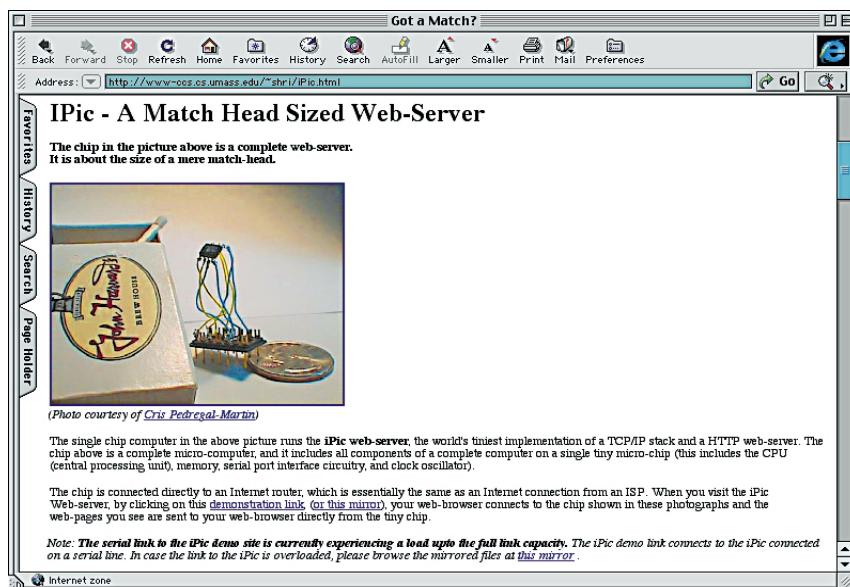 Got a Match?
Back Forward Stop Refresh Home Favorites History Search AutoFill Larger Smaller Print Mail Preferences
Address: http://www-ccs.cs.umass.edu/~shri/iPic.html Go
Favorites
History
Search
Page Holder
IPic - A Match Head Sized Web-Server
The chip in the picture above is a complete web-server.
It is about the size of a mere match-head.
BREW HOUSE
(Photo courtesy of Cris Pedregal-Martin)
The single chip computer in the above picture runs the iPic web-server, the world's tiniest implementation of a TCP/IP stack and a HTTP web-server. The
chip above is a complete micro-computer, and it includes all components of a complete computer on a single tiny micro-chip (this includes the CPU
(central processing unit), memory, serial port interface circuitry, and clock oscillator).
The chip is connected directly to an Internet router, which is essentially the same as an Internet connection from an ISP. When you visit the iPic
Web-server, by clicking on this demonstration link, (or this mirror), your web-browser connects to the chip shown in these photographs and the
web-pages you see are sent to your web-browser directly from the tiny chip.
Note: The serial link to the iPic demo site is currently experiencing a load upto the full link capacity. The iPic demo link connects to the iPic connected
on a serial line. In case the link to the iPic is overloaded, please browse the mirrored files at this mirror .
Internet zone